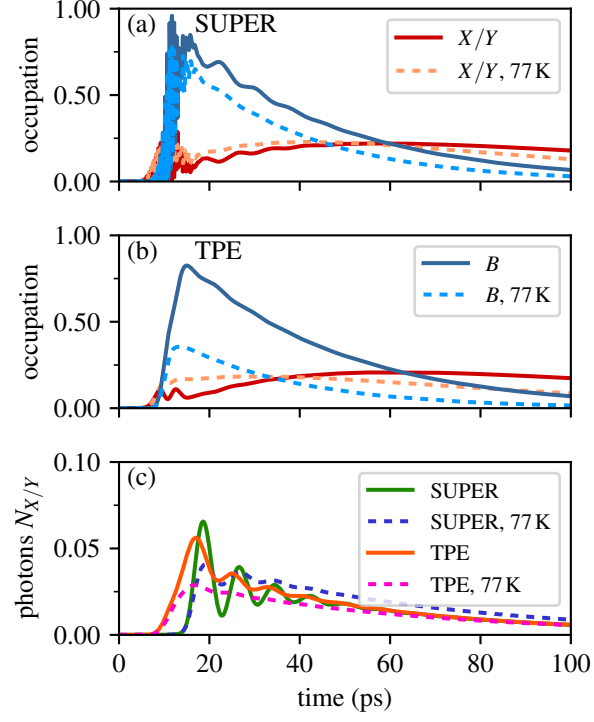 (a) SUPER
X/Y
X/Y, 77 K
occupation
1.00
0.50
0.00
(b) TPE
B
B, 77 K
occupation
1.00
0.50
0.00
(c)
SUPER
SUPER, 77 K
TPE
TPE, 77 K
photons N_{X/Y}
0.10
0.05
0.00
0 20 40 60 80 100
time (ps)